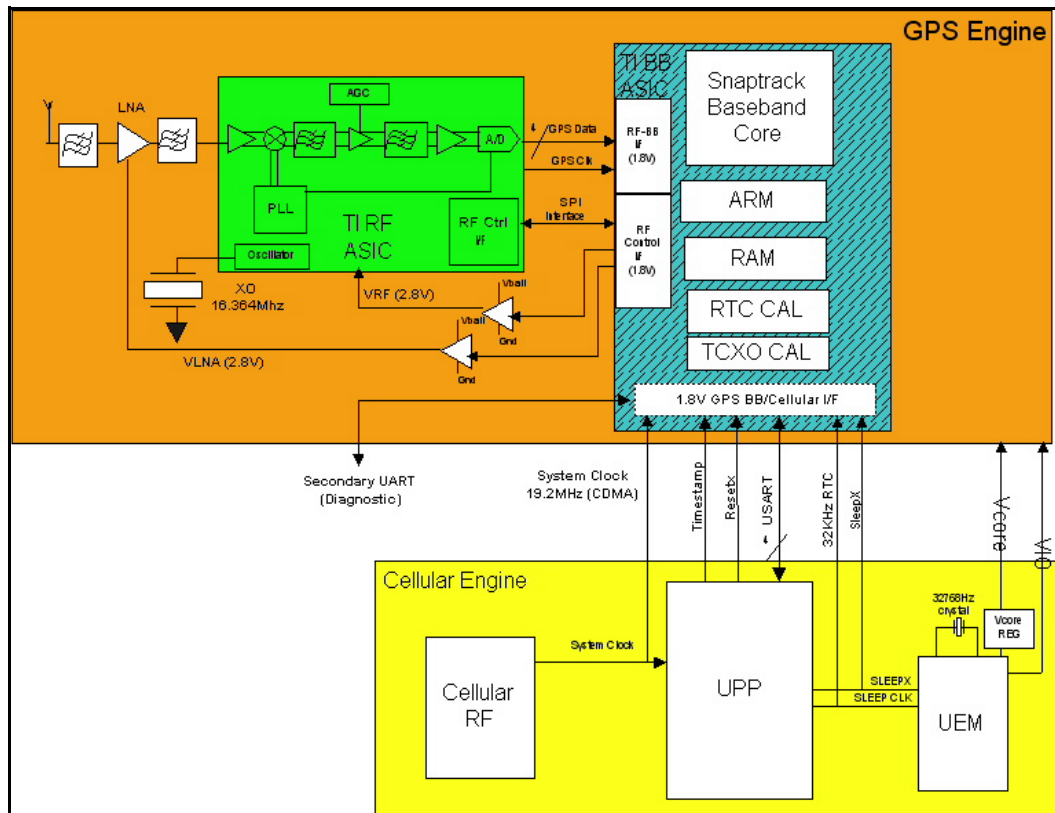 GPS Engine
LNA
AGC
A/D
PLL
TI RF
ASIC
RF Ctrl
I/F
Oscillator
XO
16.364Mhz
VRF (2.8V)
VLNA (2.8V)
Vbatt
Gnd
Vbatt
Gnd
4
/GPS Data
GPS Clk
SPI
Interface
TI BB
ASIC
RF-BB
I/F
(1.8V)
RF
Control
I/F
(1.8V)
Snaptrack
Baseband
Core
ARM
RAM
RTC CAL
TCXO CAL
1.8V GPS BB/Cellular I/F
Secondary UART
(Diagnostic)
System Clock
19.2MHz (CDMA)
Timestamp
Resetx
4
USART
32KHz RTC
SleepX
Vcore
VIO
Cellular Engine
Cellular
RF
System Clock
UPP
SLEEPX
SLEEP CLK
32768Hz
crystal
Vcore
REG
UEM